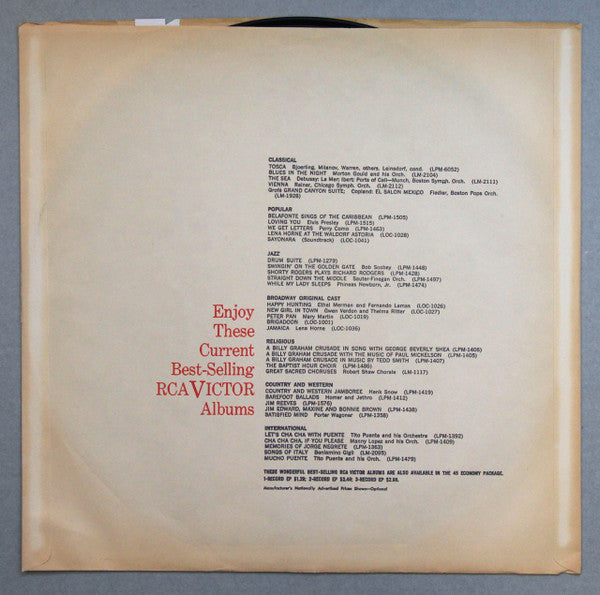 Enjoy
These
Current
Best-Selling
RCA VICTOR
Albums
CLASSICAL
TOSCA Bjoerling, Milanov, Warren, others, Leinsdorf, cond. (LPM-6052)
BLUES IN THE NIGHT Morton Gould and his Orch. (LM-2104)
THE SEA Debussy: La Mer; Ibert: Ports of Call—Munch, Boston Symph. Orch. (LM-2111)
VIENNA Reiner, Chicago Symph. Orch. (LM-2112)
Grofé GRAND CANYON SUITE; Copland: EL SALON MEXICO Fiedler, Boston Pops Orch.
(LM-1928)
POPULAR
BELAFONTE SINGS OF THE CARIBBEAN (LPM-1505)
LOVING YOU Elvis Presley (LPM-1515)
WE GET LETTERS Perry Como (LPM-1463)
LENA HORNE AT THE WALDORF ASTORIA (LOC-1028)
SAYONARA (Soundtrack) (LOC-1041)
JAZZ
DRUM SUITE (LPM-1279)
SWINGIN' ON THE GOLDEN GATE Bob Scobey (LPM-1448)
SHORTY ROGERS PLAYS RICHARD RODGERS (LPM-1428)
STRAIGHT DOWN THE MIDDLE Sauter-Finegan Orch. (LPM-1497)
WHILE MY LADY SLEEPS Phineas Newborn, Jr. (LPM-1474)
BROADWAY ORIGINAL CAST
HAPPY HUNTING Ethel Merman and Fernando Lamas (LOC-1026)
NEW GIRL IN TOWN Gwen Verdon and Thelma Ritter (LOC-1027)
PETER PAN Mary Martin (LOC-1019)
BRIGADOON (LOC-1001)
JAMAICA Lena Horne (LOC-1036)
RELIGIOUS
A BILLY GRAHAM CRUSADE IN SONG WITH GEORGE BEVERLY SHEA (LPM-1406)
A BILLY GRAHAM CRUSADE WITH THE MUSIC OF PAUL MICKELSON (LPM-1405)
A BILLY GRAHAM CRUSADE IN MUSIC BY TEDD SMITH (LPM-1407)
THE BAPTIST HOUR CHOIR (LPM-1466)
GREAT SACRED CHORUSES Robert Shaw Chorale (LM-1117)
COUNTRY AND WESTERN
COUNTRY AND WESTERN JAMBOREE Hank Snow (LPM-1419)
BAREFOOT BALLADS Homer and Jethro (LPM-1412)
JIM REEVES (LPM-1576)
JIM EDWARD, MAXINE AND BONNIE BROWN (LPM-1438)
SATISFIED MIND Porter Wagoner (LPM-1358)
INTERNATIONAL
LET'S CHA CHA WITH PUENTE Tito Puente and his Orchestra (LPM-1392)
CHA CHA CHA, IF YOU PLEASE Manny Lopez and his Orch. (LPM-1409)
MEMORIES OF JORGE NEGRETE (LPM-1363)
SONGS OF ITALY Beniamino Gigli (LM-2095)
MUCHO PUENTE Tito Puente and his Orch. (LPM-1479)
THESE WONDERFUL BEST-SELLING RCA VICTOR ALBUMS ARE ALSO AVAILABLE IN THE 45 ECONOMY PACKAGE.
1-RECORD EP $1.29; 2-RECORD EP $2.49; 3-RECORD EP $3.98.
Manufacturer's Nationally Advertised Prices Shown—Optional